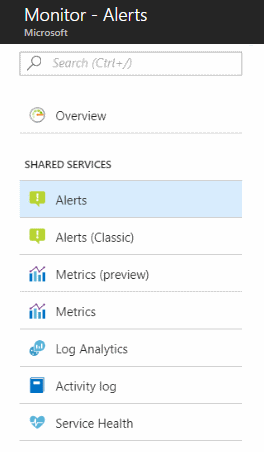 Monitor - Alerts
Microsoft
Search (Ctrl+/)
Overview
SHARED SERVICES
Alerts
Alerts (Classic)
Metrics (preview)
Metrics
Log Analytics
Activity log
Service Health